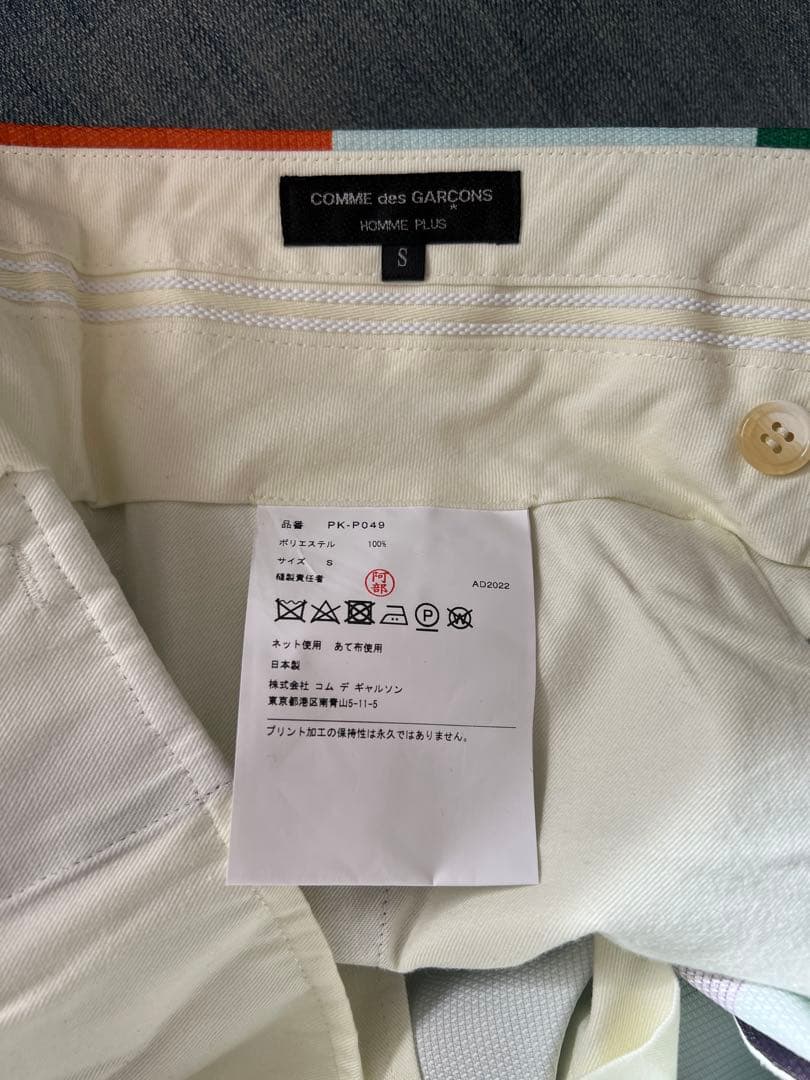 COMME des GARÇONS
*
HOMME PLUS
S
品番 PK-P049
ポリエステル 100%
サイズ S
縫製責任者 阿部 AD2022
P W
ネット使用 あて布使用
日本製
株式会社 コム デ ギャルソン
東京都港区南青山5-11-5
プリント加工の保持性は永久ではありません。